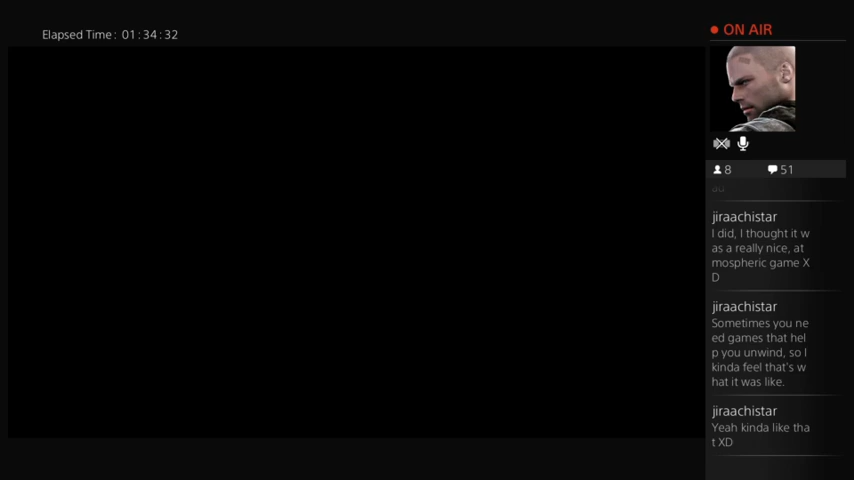 Elapsed Time: 01:34:32
ON AIR
8 51
jiraachistar
I did, I thought it w
as a really nice, at
mospheric game X
D
jiraachistar
Sometimes you ne
ed games that hel
p you unwind, so I
kinda feel that's w
hat it was like.
jiraachistar
Yeah kinda like tha
t XD